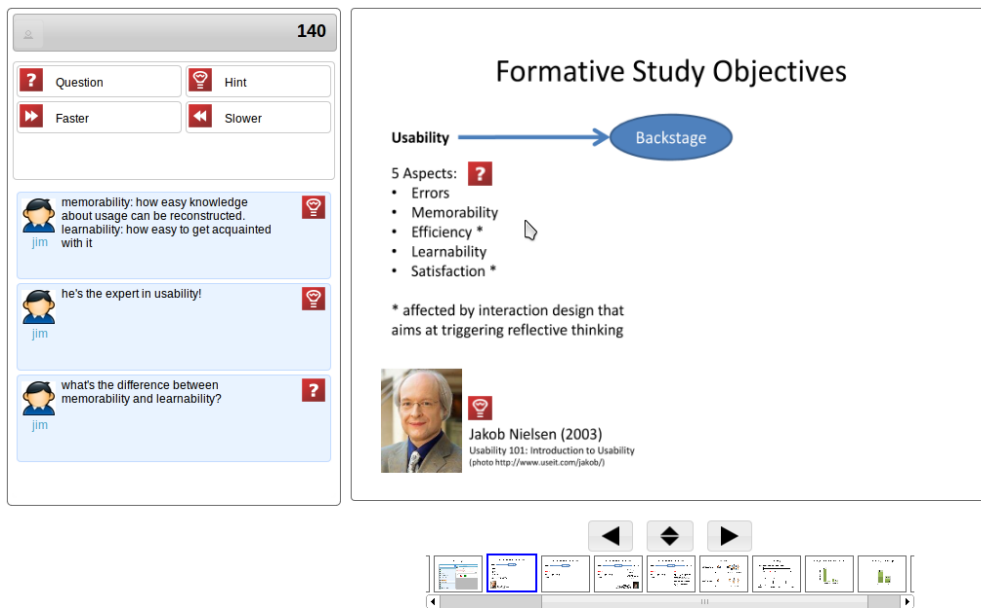 140
Question
Hint
Faster
Slower
memorability: how easy knowledge
about usage can be reconstructed.
learnability: how easy to get acquainted
with it
jim
he's the expert in usability!
jim
what's the difference between
memorability and learnability?
jim
Formative Study Objectives
Usability
Backstage
5 Aspects:
• Errors
• Memorability
• Efficiency *
• Learnability
• Satisfaction *
* affected by interaction design that
aims at triggering reflective thinking
Jakob Nielsen (2003)
Usability 101: Introduction to Usability
(photo http://www.useit.com/jakob/)